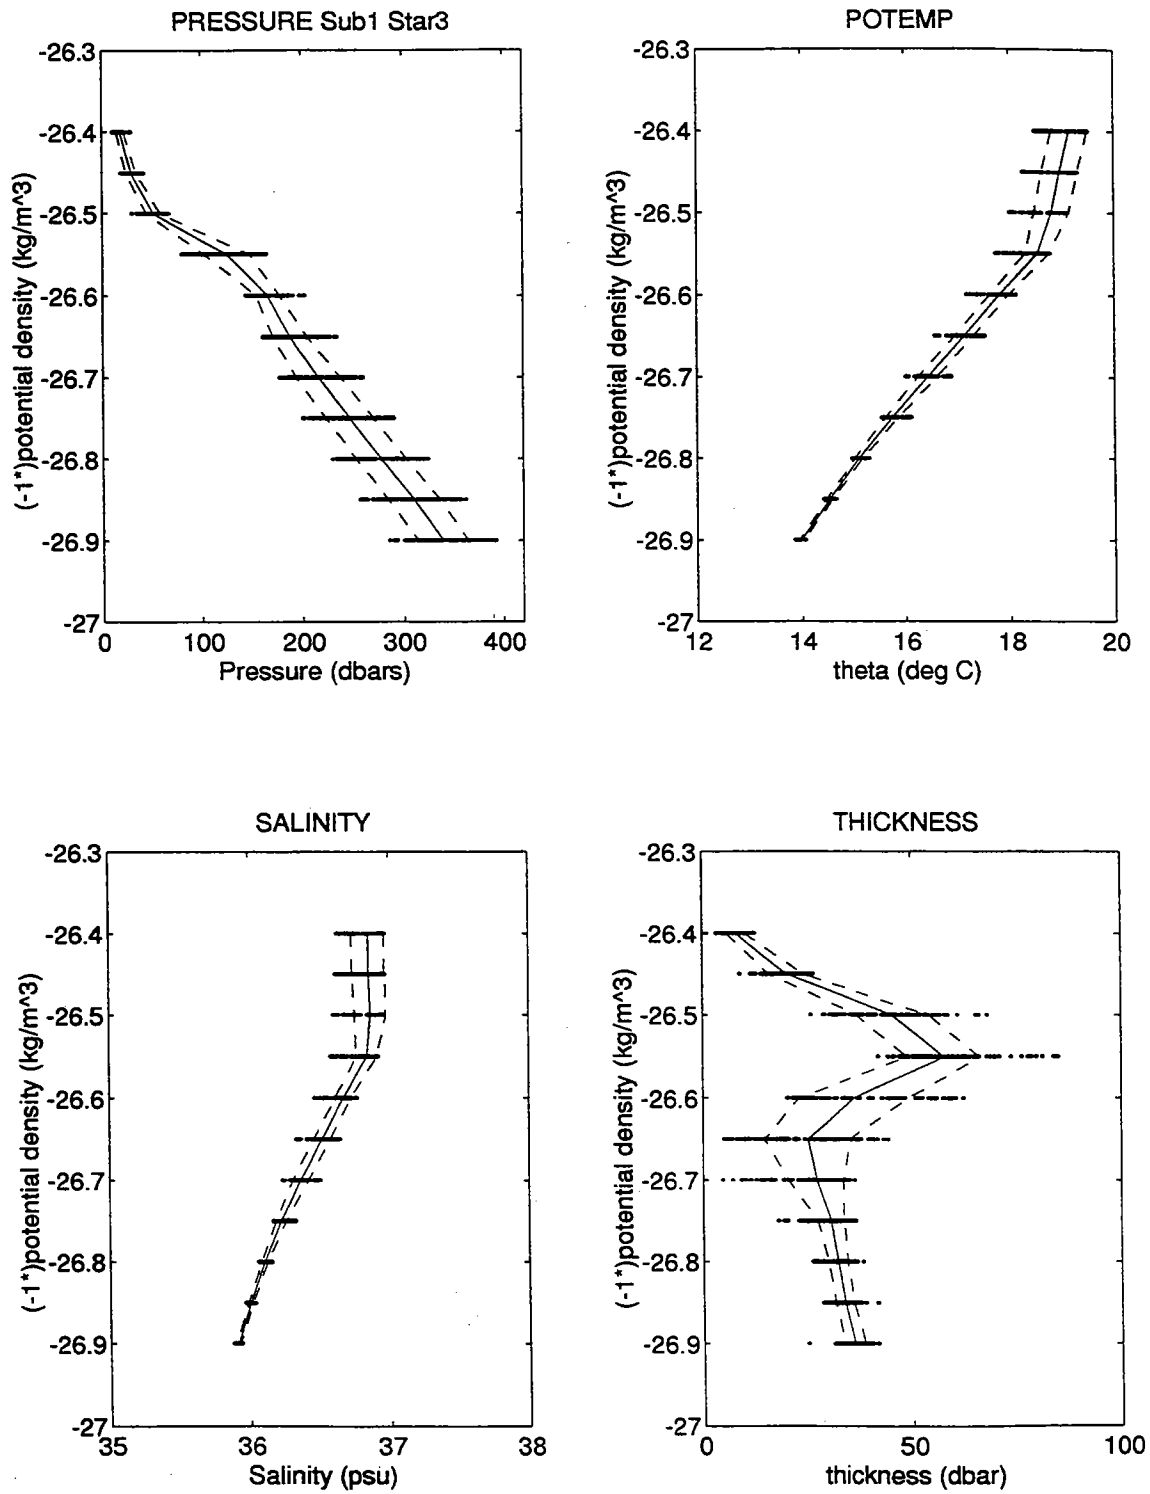 PRESSURE Sub1 Star3
-26.3
-26.4
-26.5
-26.6
-26.7
-26.8
-26.9
-27
(-1*)potential density (kg/m^3)
0 100 200 300 400
Pressure (dbars)
POTEMP
-26.3
-26.4
-26.5
-26.6
-26.7
-26.8
-26.9
-27
(-1*)potential density (kg/m^3)
12 14 16 18 20
theta (deg C)
SALINITY
-26.3
-26.4
-26.5
-26.6
-26.7
-26.8
-26.9
-27
(-1*)potential density (kg/m^3)
35 36 37 38
Salinity (psu)
THICKNESS
-26.3
-26.4
-26.5
-26.6
-26.7
-26.8
-26.9
-27
(-1*)potential density (kg/m^3)
0 50 100
thickness (dbar)